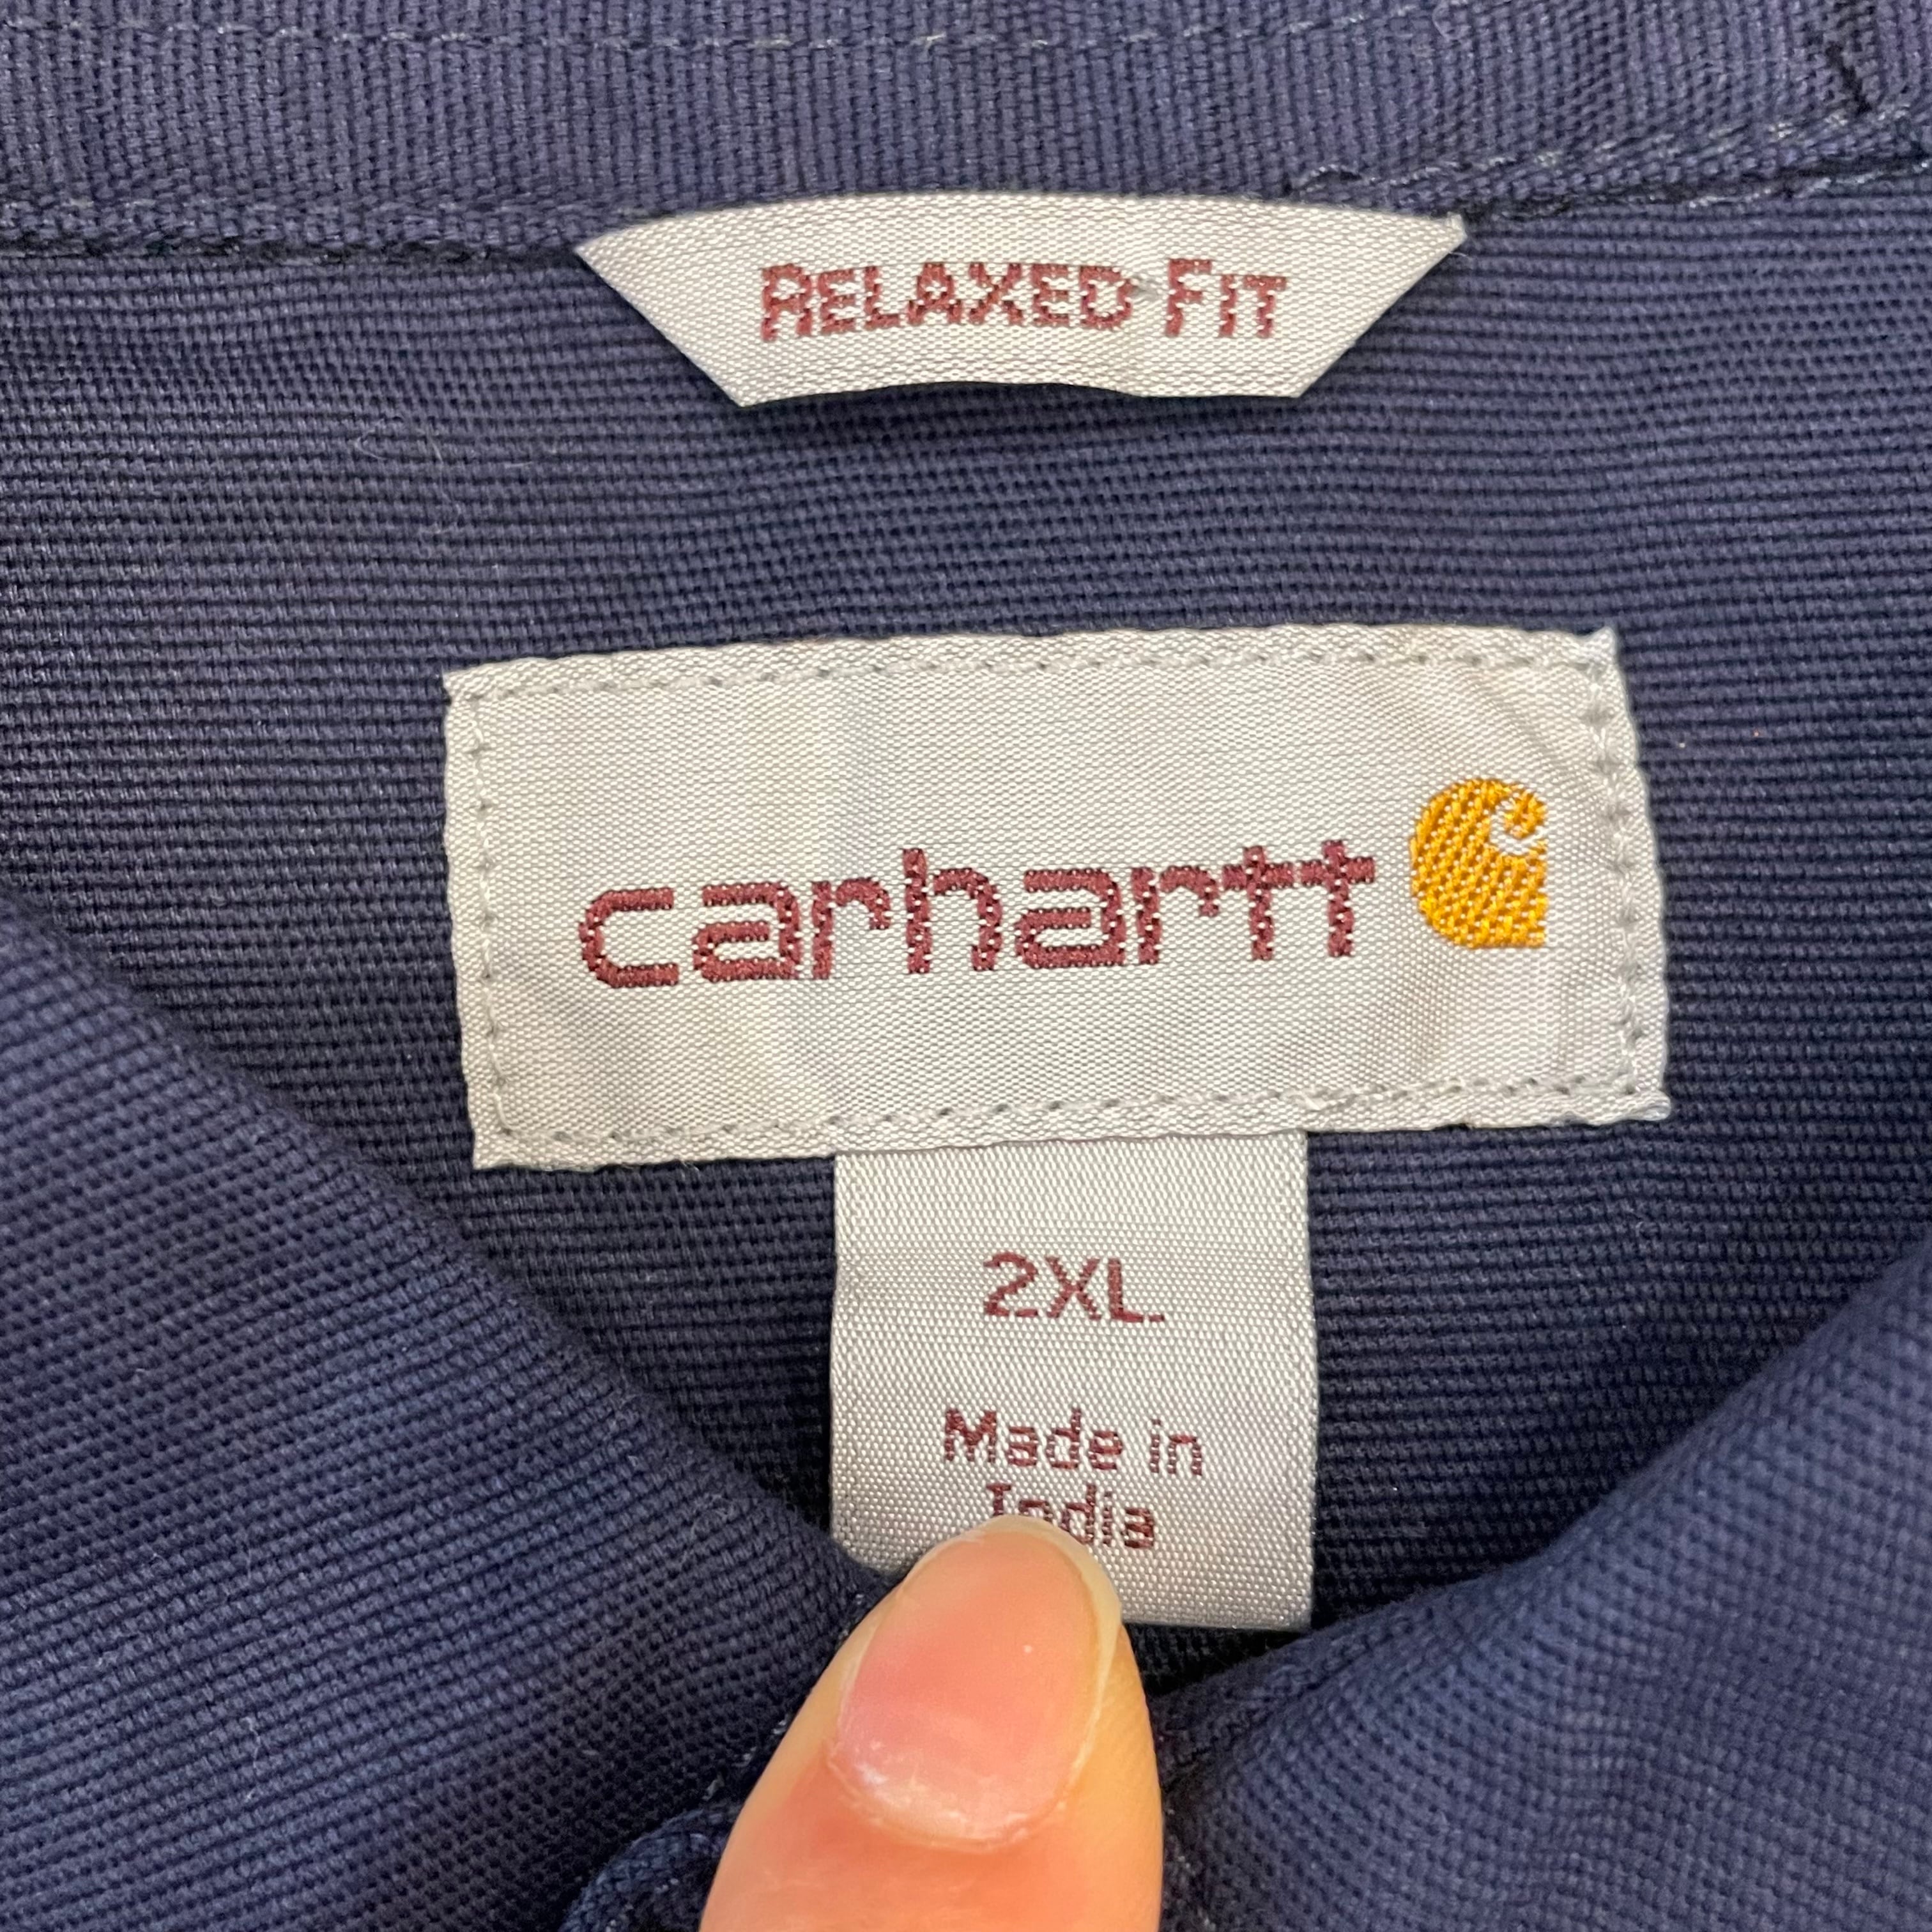 RELAXED FIT
carhartt
2XL
Made in
India